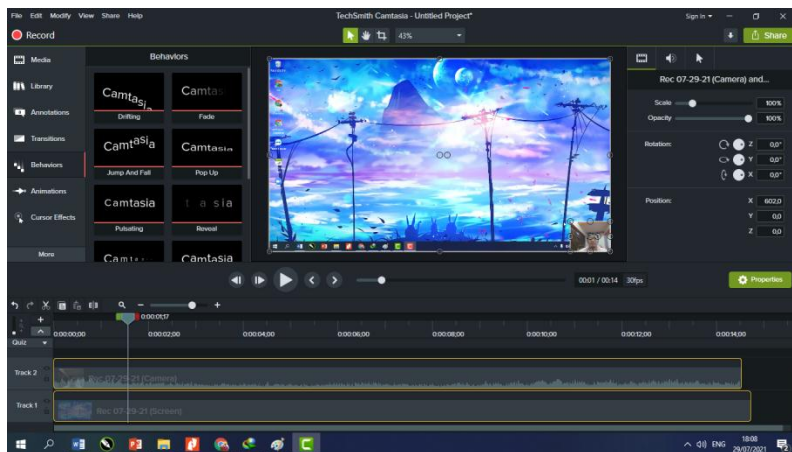 File Edit Modify View Share Help
TechSmith Camtasia - Untitled Project*
Sign In
Record
43%
Share
Media
Library
Annotations
Transitions
Behaviors
Animations
Cursor Effects
More
Behaviors
Camtasia
Drifting
Camtas
Fade
Camtasia
Jump And Fall
Camtasia
Pop Up
Camtasia
Pulsating
t a sia
Reveal
Camtasia
Rec 07-29-21 (Camera) and...
Scale 100%
Opacity 100%
Rotation: Z 0,0°
Y 0,0°
X 0,0°
Position: X 602,0
Y 0,0
Z 0,0
00:01 / 00:14 30fps
Properties
0:00:01;17
0:00:00;00 0:00:02;00 0:00:04;00 0:00:06;00 0:00:08;00 0:00:10;00 0:00:12;00 0:00:14;00
Quiz
Track 2
Rec 07-29-21 (Camera)
Track 1
Rec 07-29-21 (Screen)
ENG
18:08
29/07/2021